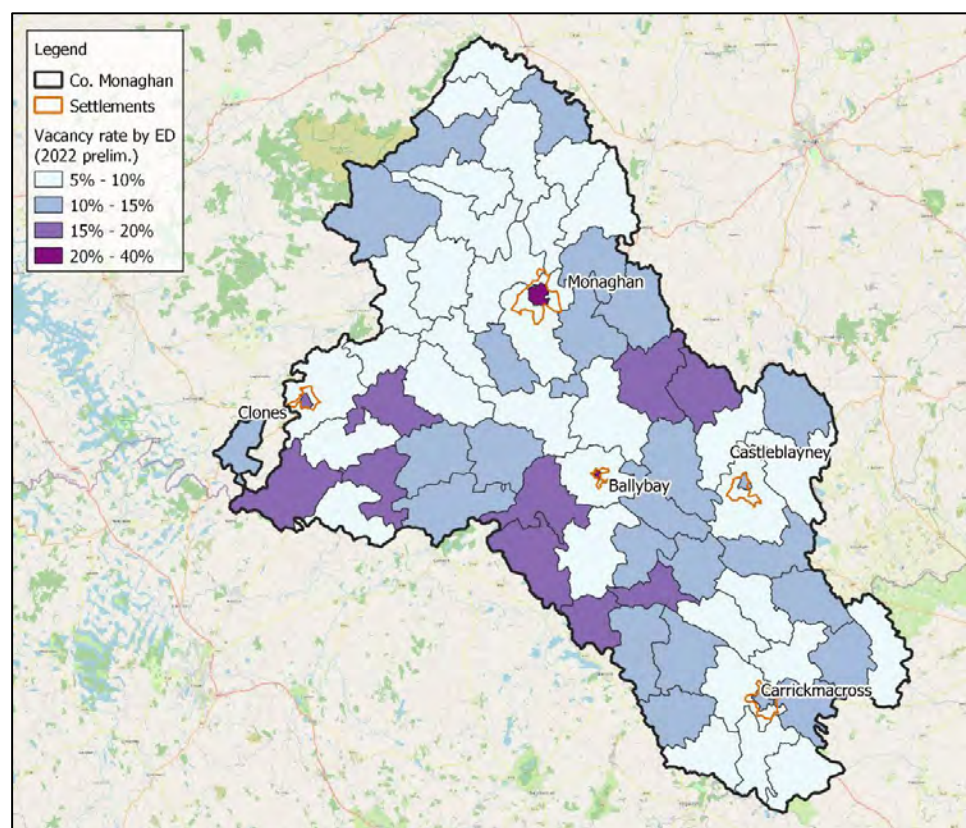 Legend
Co. Monaghan
Settlements
Vacancy rate by ED
(2022 prelim.)
5% - 10%
10% - 15%
15% - 20%
20% - 40%
Monaghan
Clones
Castleblayney
Ballybay
Carrickmacross